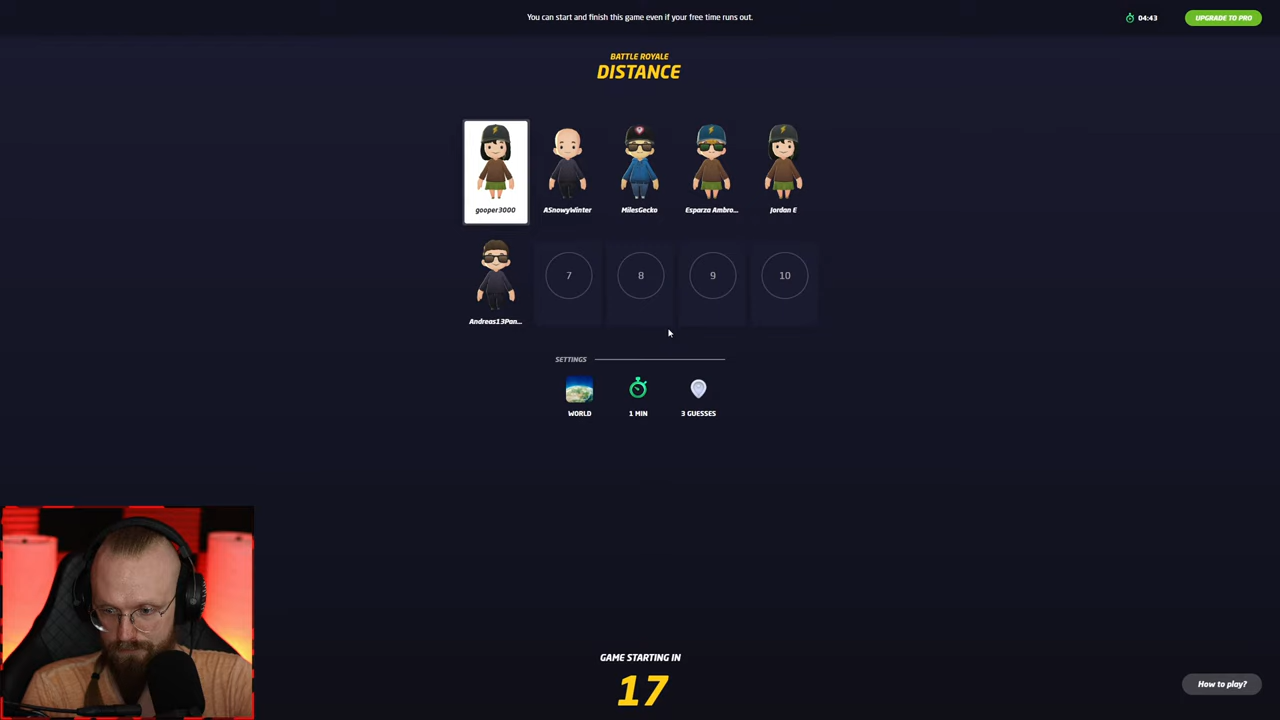 You can start and finish this game even if your free time runs out.
04:43
UPGRADE TO PRO
BATTLE ROYALE
DISTANCE
gooper3000
ASnowyWinter
MilesGecko
Esparza Ambro...
Jordan E
Andreas13Pan...
7
8
9
10
SETTINGS
WORLD
1 MIN
3 GUESSES
GAME STARTING IN
17
How to play?